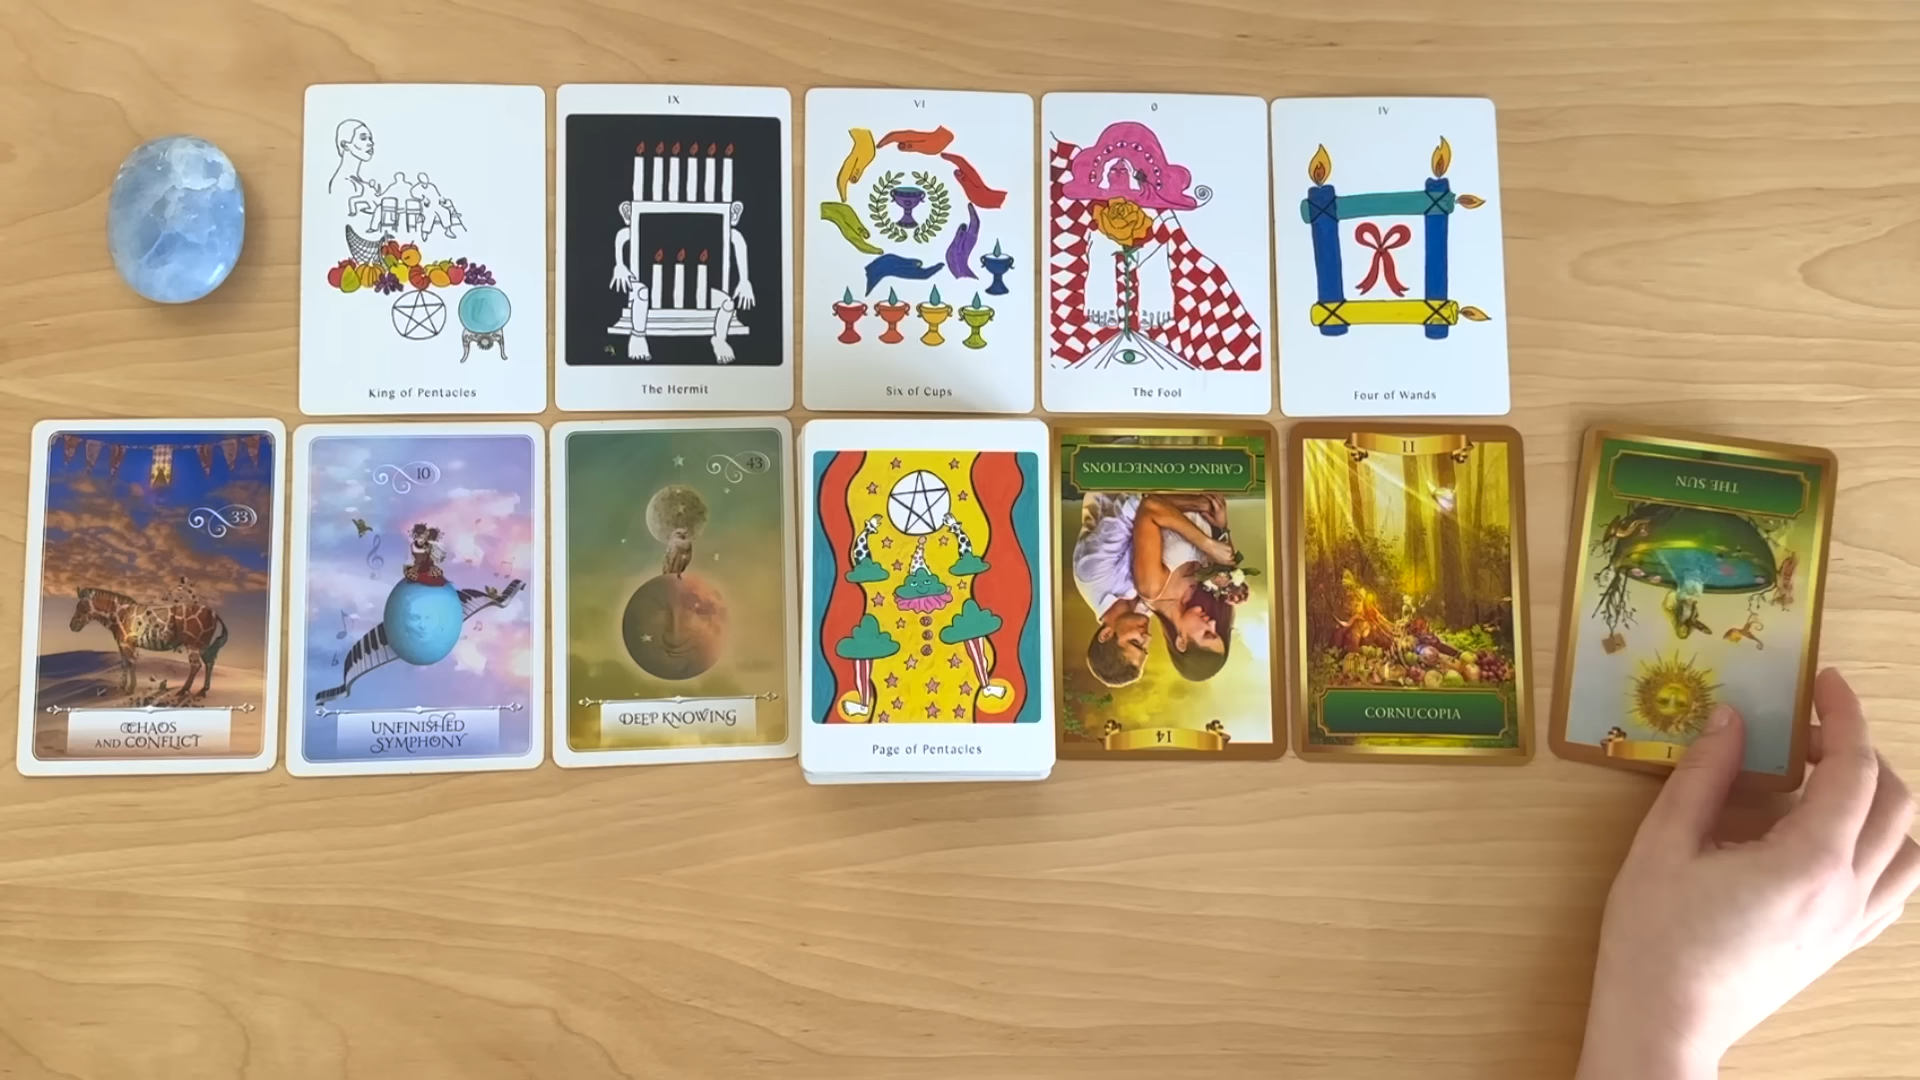 King of Pentacles
IX
The Hermit
VI
Six of Cups
0
The Fool
IV
Four of Wands
33
CHAOS
AND CONFLICT
10
UNFINISHED
SYMPHONY
43
DEEP KNOWING
Page of Pentacles
CARING CONNECTIONS
14
11
CORNUCOPIA
THE SUN